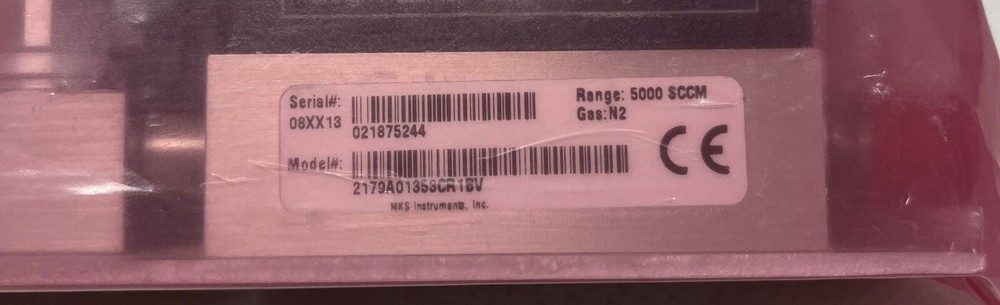 Serial#:
08XX13
021875244
Range: 5000 SCCM
Gas:N2
Model#:
2179A01353CR1BV
MKS Instruments, Inc.
CE